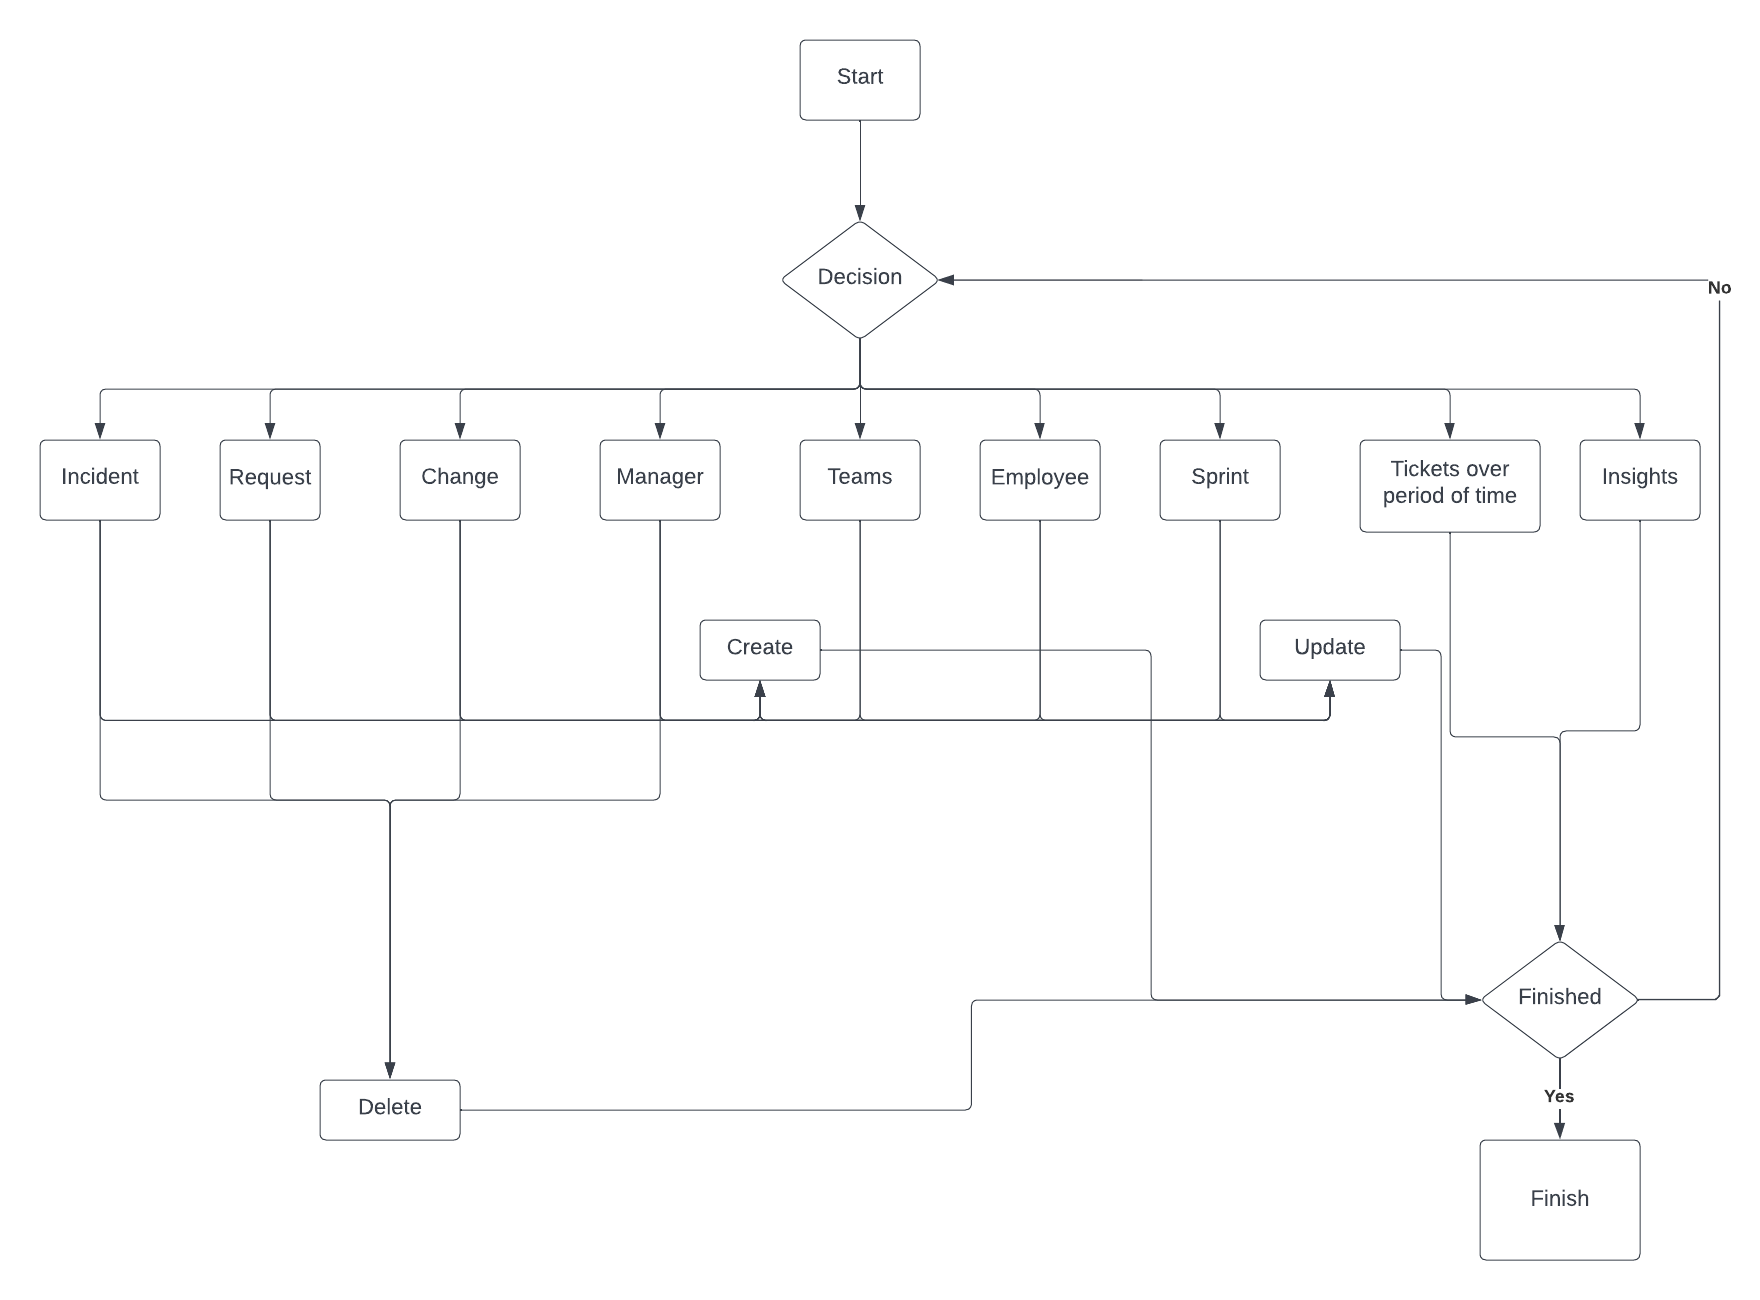 Start
Decision
No
Incident
Request
Change
Manager
Teams
Employee
Sprint
Tickets over
period of time
Insights
Create
Update
Finished
Yes
Delete
Finish